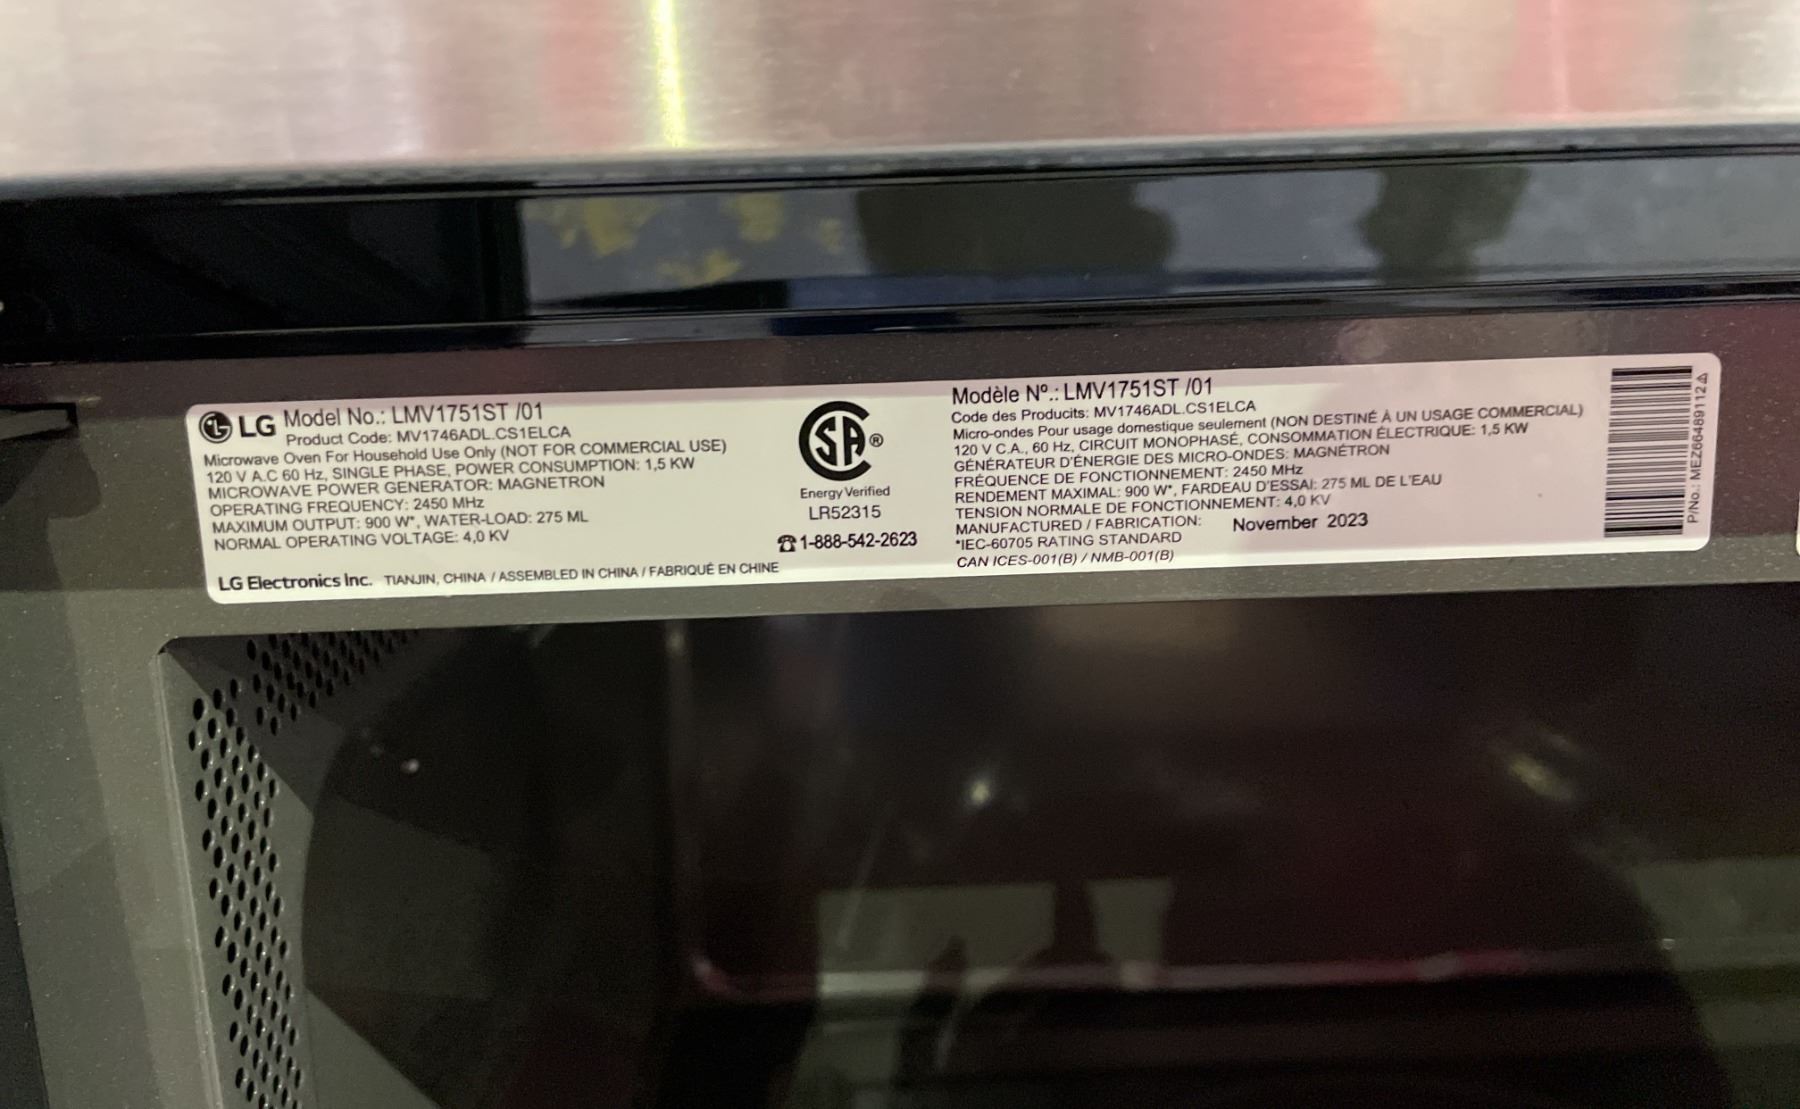 LG Model No.: LMV1751ST /01
Product Code: MV1746ADL.CS1ELCA
Microwave Oven For Household Use Only (NOT FOR COMMERCIAL USE)
120 V A.C 60 Hz, SINGLE PHASE, POWER CONSUMPTION: 1,5 KW
MICROWAVE POWER GENERATOR: MAGNETRON
OPERATING FREQUENCY: 2450 MHz
MAXIMUM OUTPUT: 900 W*, WATER-LOAD: 275 ML
NORMAL OPERATING VOLTAGE: 4,0 KV
LG Electronics Inc. TIANJIN, CHINA / ASSEMBLED IN CHINA / FABRIQUÉ EN CHINE
SA®
Energy Verified
LR52315
☎1-888-542-2623
Modèle Nº.: LMV1751ST /01
Code des Producits: MV1746ADL.CS1ELCA
Micro-ondes Pour usage domestique seulement (NON DESTINÉ À UN USAGE COMMERCIAL)
120 V C.A., 60 Hz, CIRCUIT MONOPHASÉ, CONSOMMATION ÉLECTRIQUE: 1,5 KW
GÉNÉRATEUR D'ÉNERGIE DES MICRO-ONDES: MAGNÉTRON
FRÉQUENCE DE FONCTIONNEMENT: 2450 MHz
RENDEMENT MAXIMAL: 900 W*, FARDEAU D'ESSAI: 275 ML DE L'EAU
TENSION NORMALE DE FONCTIONNEMENT: 4,0 KV
MANUFACTURED / FABRICATION: November 2023
*IEC-60705 RATING STANDARD
CAN ICES-001(B) / NMB-001(B)
P/No.: MEZ66489112